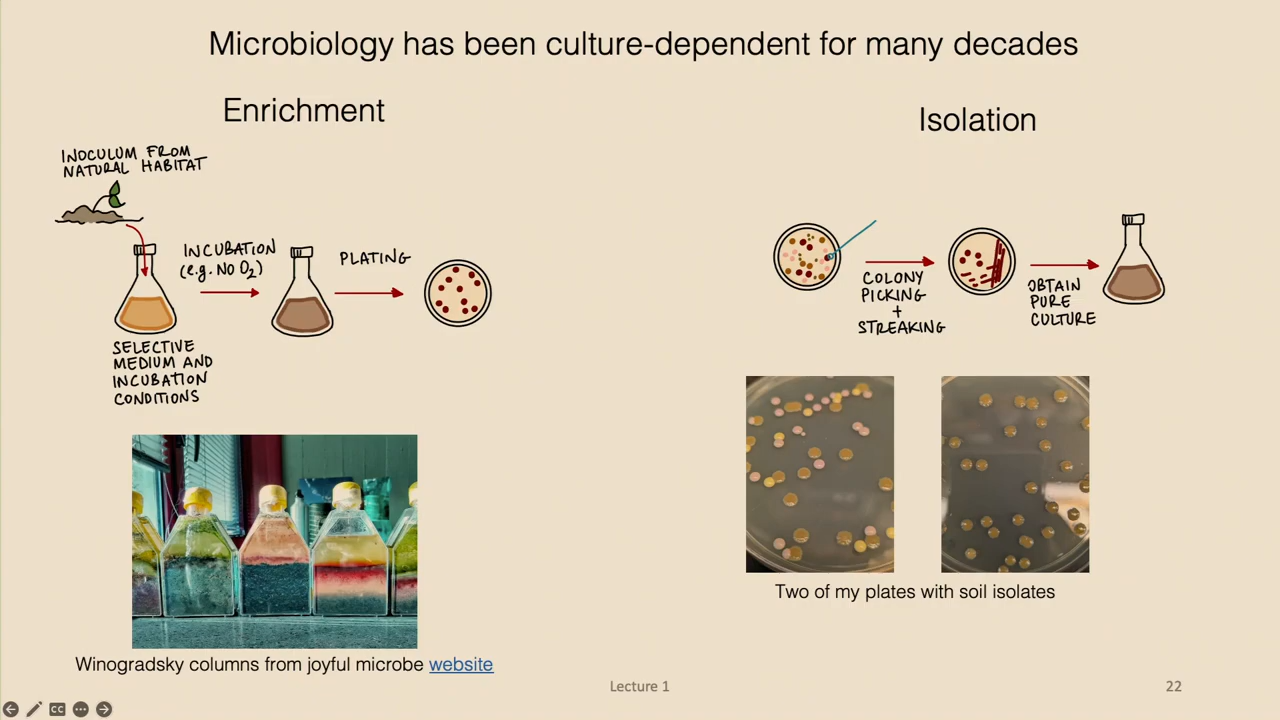 Microbiology has been culture-dependent for many decades
Enrichment
INOCULUM FROM
NATURAL HABITAT
INCUBATION
(e.g. NO O2)
PLATING
SELECTIVE
MEDIUM AND
INCUBATION
CONDITIONS
Winogradsky columns from joyful microbe website
Isolation
COLONY
PICKING
+
STREAKING
OBTAIN
PURE
CULTURE
Two of my plates with soil isolates
Lecture 1
22
CC